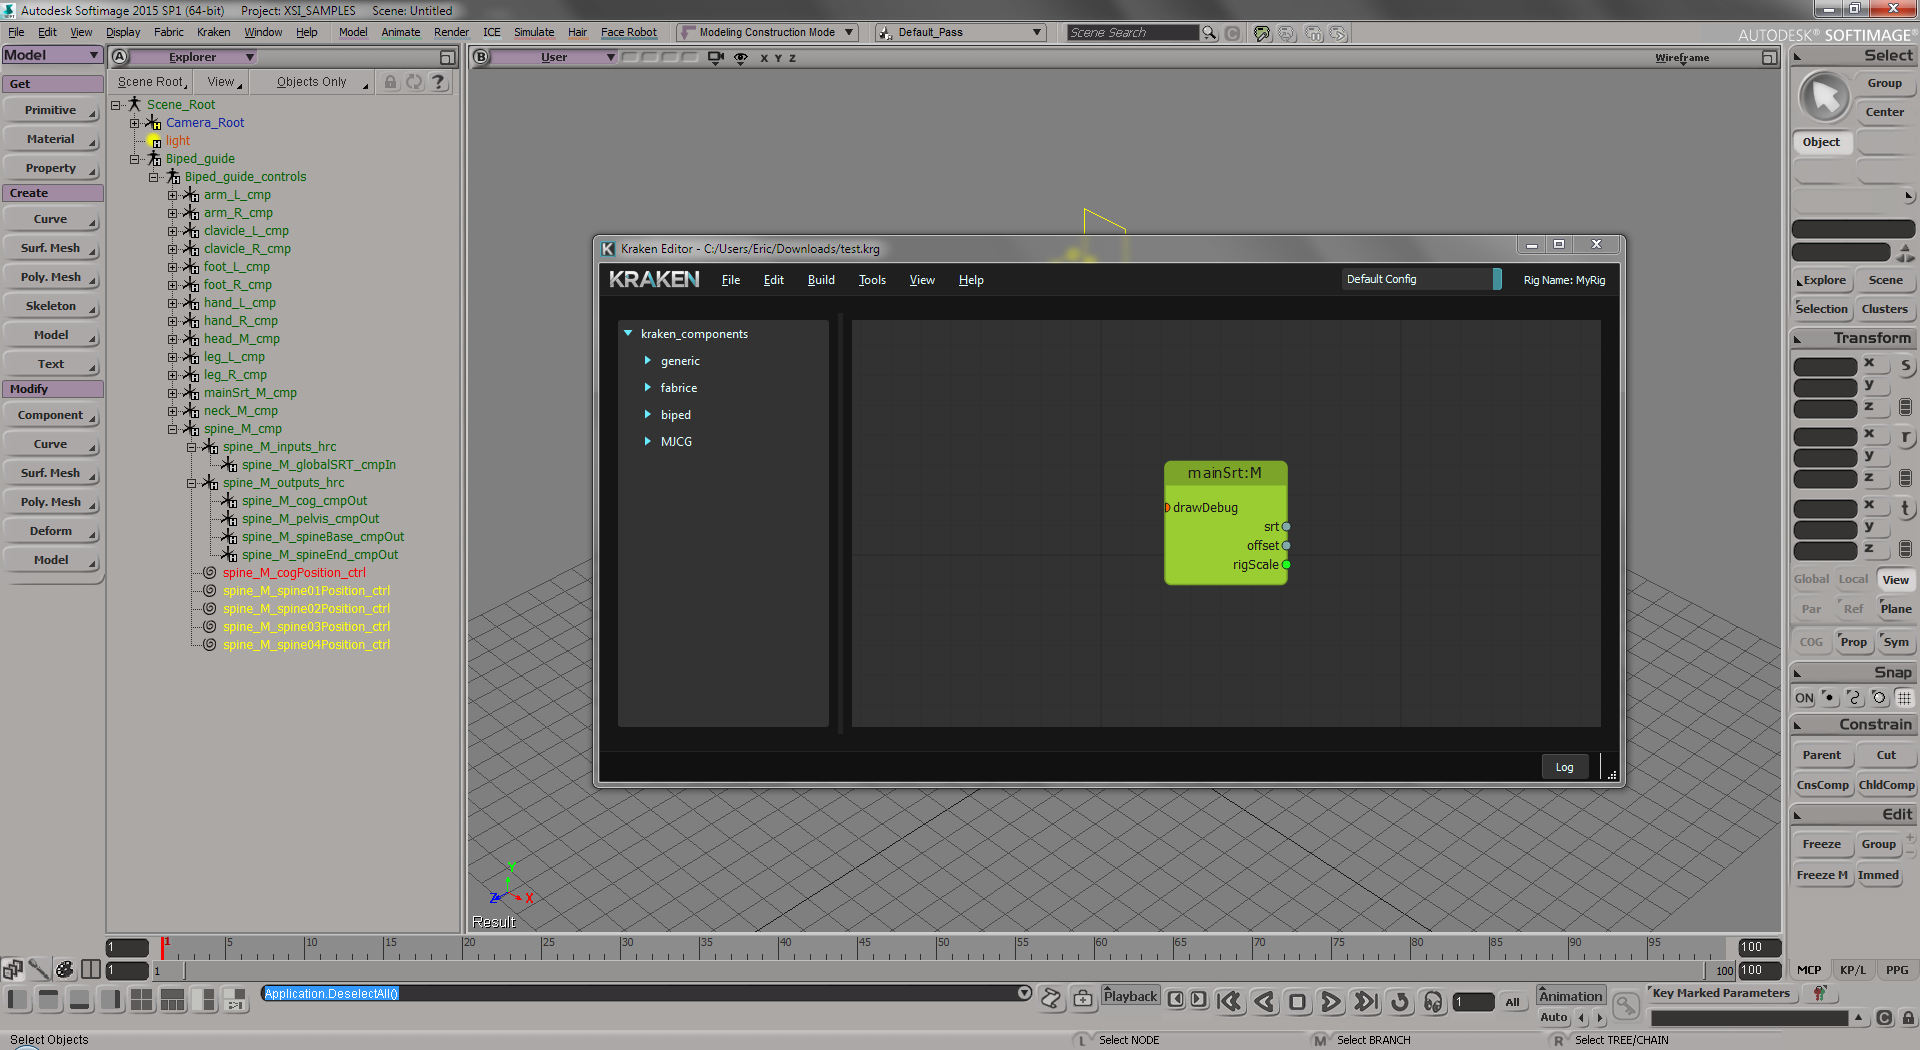 Autodesk Softimage 2015 SP1 (64-bit) Project: XSI_SAMPLES Scene: Untitled
File Edit View Display Fabric Kraken Window Help Model Animate Render ICE Simulate Hair Face Robot Modeling Construction Mode Default_Pass Scene Search
AUTODESK® SOFTIMAGE®
Model
A Explorer
B User
X Y Z
Wireframe
Select
Get
Scene Root View Objects Only ?
Primitive
Material
Property
Create
Curve
Surf. Mesh
Poly. Mesh
Skeleton
Model
Text
Modify
Component
Curve
Surf. Mesh
Poly. Mesh
Deform
Model
Scene_Root
Camera_Root
light
Biped_guide
Biped_guide_controls
arm_L_cmp
arm_R_cmp
clavicle_L_cmp
clavicle_R_cmp
foot_L_cmp
foot_R_cmp
hand_L_cmp
hand_R_cmp
head_M_cmp
leg_L_cmp
leg_R_cmp
mainSrt_M_cmp
neck_M_cmp
spine_M_cmp
spine_M_inputs_hrc
spine_M_globalSRT_cmpIn
spine_M_outputs_hrc
spine_M_cog_cmpOut
spine_M_pelvis_cmpOut
spine_M_spineBase_cmpOut
spine_M_spineEnd_cmpOut
spine_M_cogPosition_ctrl
spine_M_spine01Position_ctrl
spine_M_spine02Position_ctrl
spine_M_spine03Position_ctrl
spine_M_spine04Position_ctrl
K Kraken Editor - C:/Users/Eric/Downloads/test.krg
KRAKEN File Edit Build Tools View Help Default Config Rig Name: MyRig
kraken_components
generic
fabrice
biped
MJCG
mainSrt:M
drawDebug
srt
offset
rigScale
Log
Group
Center
Object
Explore Scene
Selection Clusters
Transform
x s
y
z
x r
y
z
x t
y
z
Global Local View
Par Ref Plane
COG Prop Sym
Snap
ON
Constrain
Parent Cut
CnsComp ChldComp
Edit
Freeze Group + -
Freeze M Immed
Y
Z X
Result
1 1 5 10 15 20 25 30 35 40 45 50 55 60 65 70 75 80 85 90 95 100
1 1 100 100 MCP KP/L PPG
Application.DeselectAll() Playback 1 All Animation Key Marked Parameters
Auto
Select Objects L Select NODE M Select BRANCH R Select TREE/CHAIN